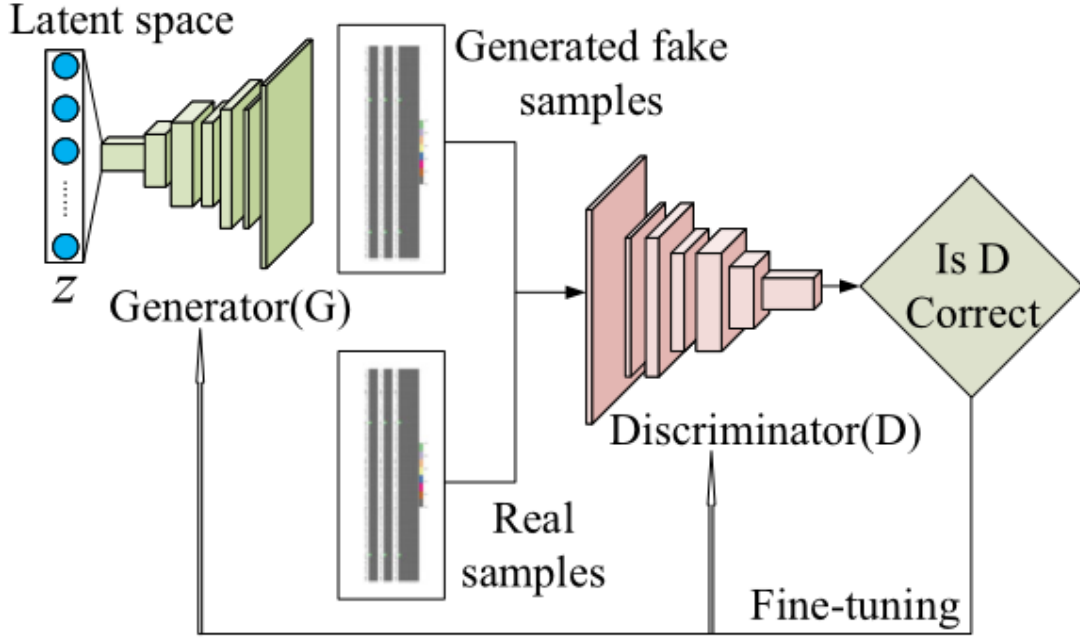 Latent space
z
Generator(G)
Generated fake
samples
Real
samples
Discriminator(D)
Is D
Correct
Fine-tuning